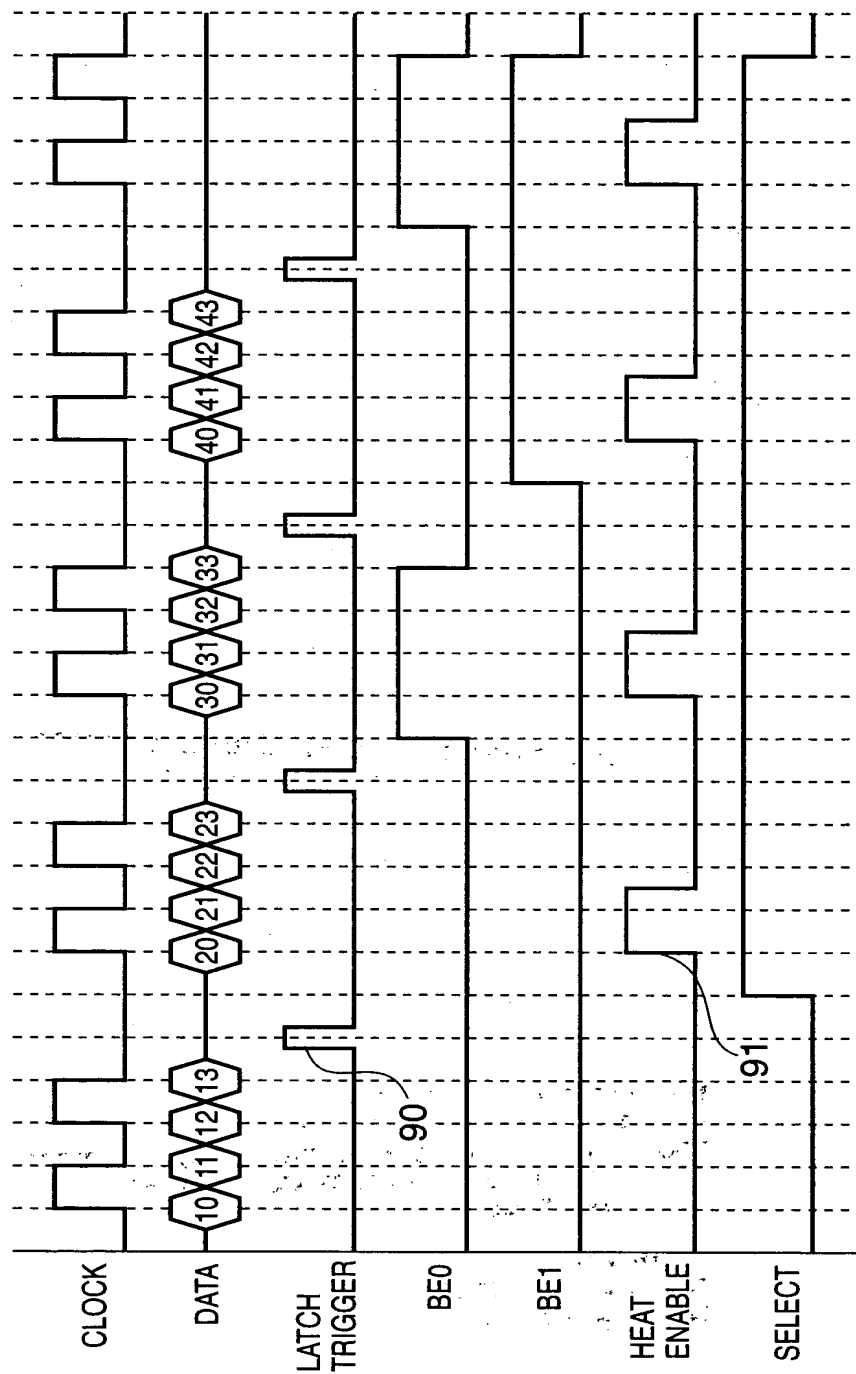 CLOCK
10 11 12 13 20 21 22 23 30 31 32 33 40 41 42 43
DATA
LATCH
TRIGGER
90
BE0
BE1
HEAT
ENABLE
91
SELECT